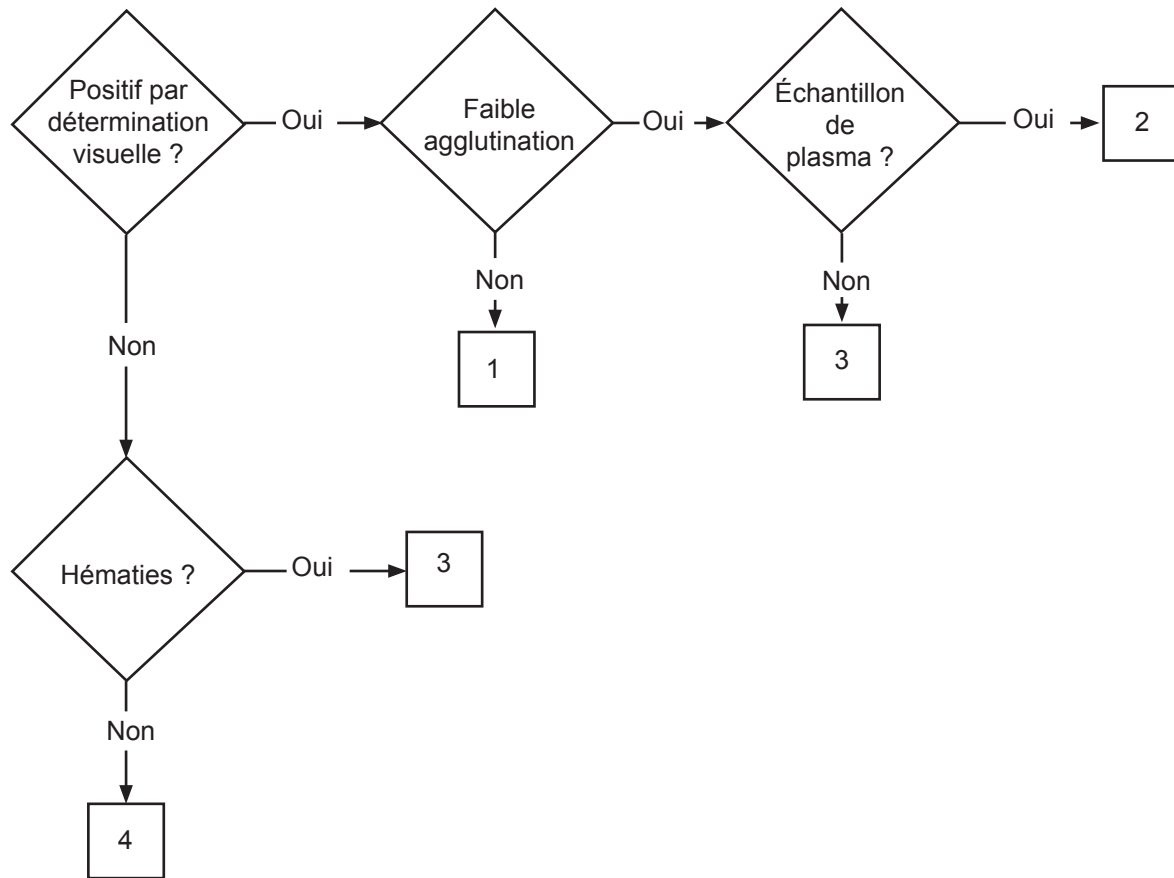 Positif par
détermination
visuelle ?
Oui
Faible
agglutination
Oui
Échantillon
de
plasma ?
Oui
2
Non
1
Non
3
Non
Hématies ?
Oui
3
Non
4